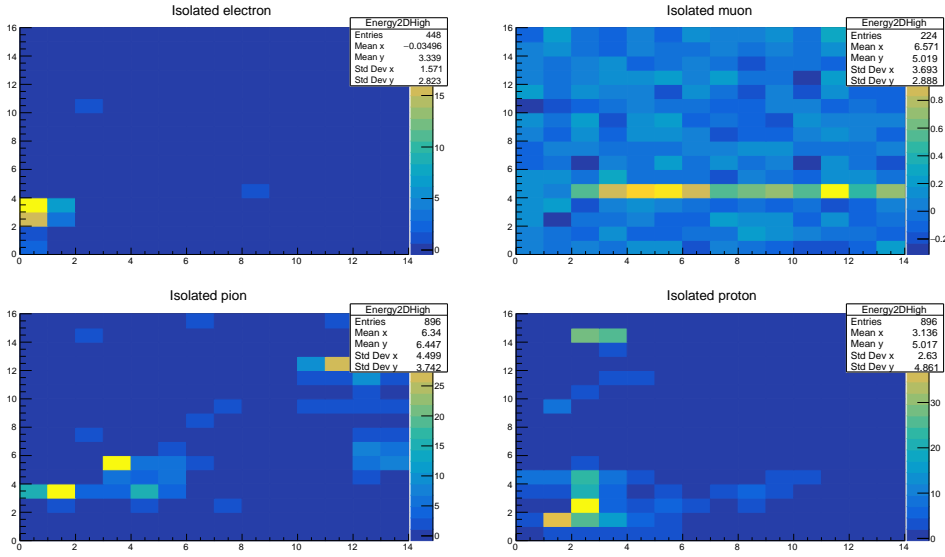 Isolated electron
Energy2DHigh
Entries 448
Mean x −0.03496
Mean y 3.339
Std Dev x 1.571
Std Dev y 2.823
16
14
12
10
8
6
4
2
0
0 2 4 6 8 10 12 14
15
10
5
0
Isolated muon
Energy2DHigh
Entries 224
Mean x 6.571
Mean y 5.019
Std Dev x 3.693
Std Dev y 2.888
16
14
12
10
8
6
4
2
0
0 2 4 6 8 10 12 14
0.8
0.6
0.4
0.2
0
−0.2
Isolated pion
Energy2DHigh
Entries 896
Mean x 6.34
Mean y 6.447
Std Dev x 4.499
Std Dev y 3.742
16
14
12
10
8
6
4
2
0
0 2 4 6 8 10 12 14
25
20
15
10
5
0
Isolated proton
Energy2DHigh
Entries 896
Mean x 3.136
Mean y 5.017
Std Dev x 2.63
Std Dev y 4.861
16
14
12
10
8
6
4
2
0
0 2 4 6 8 10 12 14
30
20
10
0